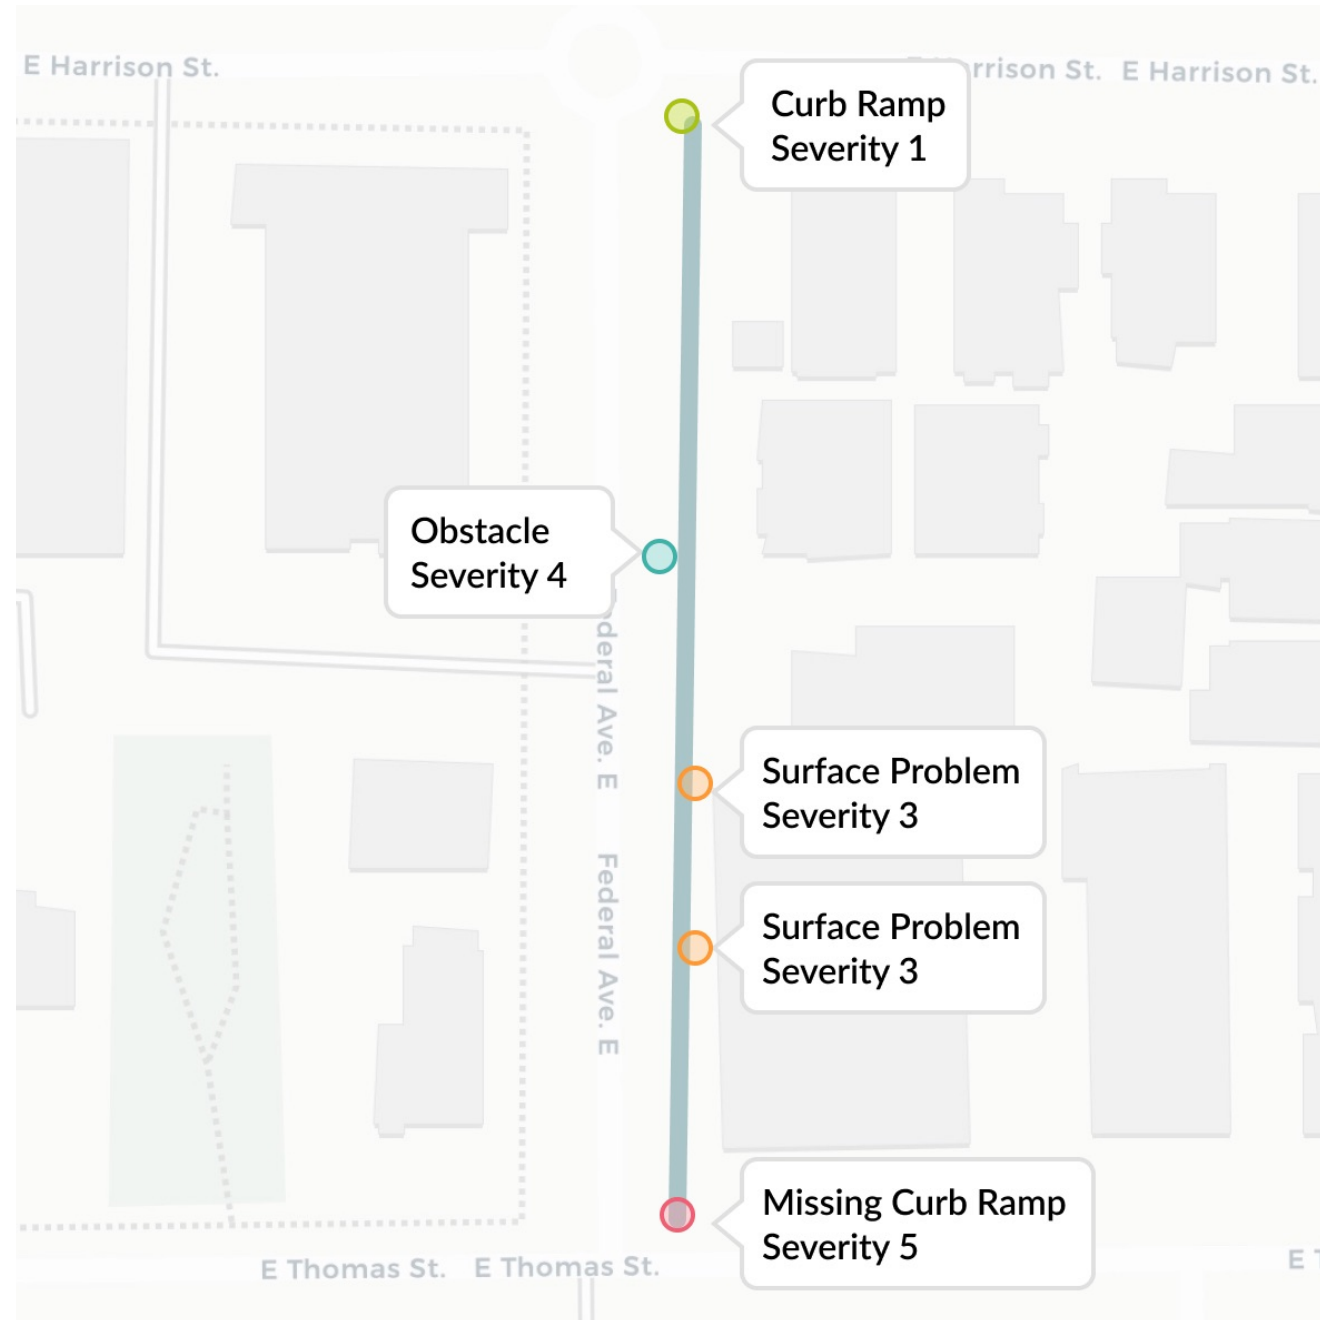 E Harrison St.
rrison St.
E Harrison St.
Curb Ramp
Severity 1
Obstacle
Severity 4
deral Ave. E
Surface Problem
Severity 3
Federal Ave. E
Surface Problem
Severity 3
Missing Curb Ramp
Severity 5
E Thomas St.
E Thomas St.
E